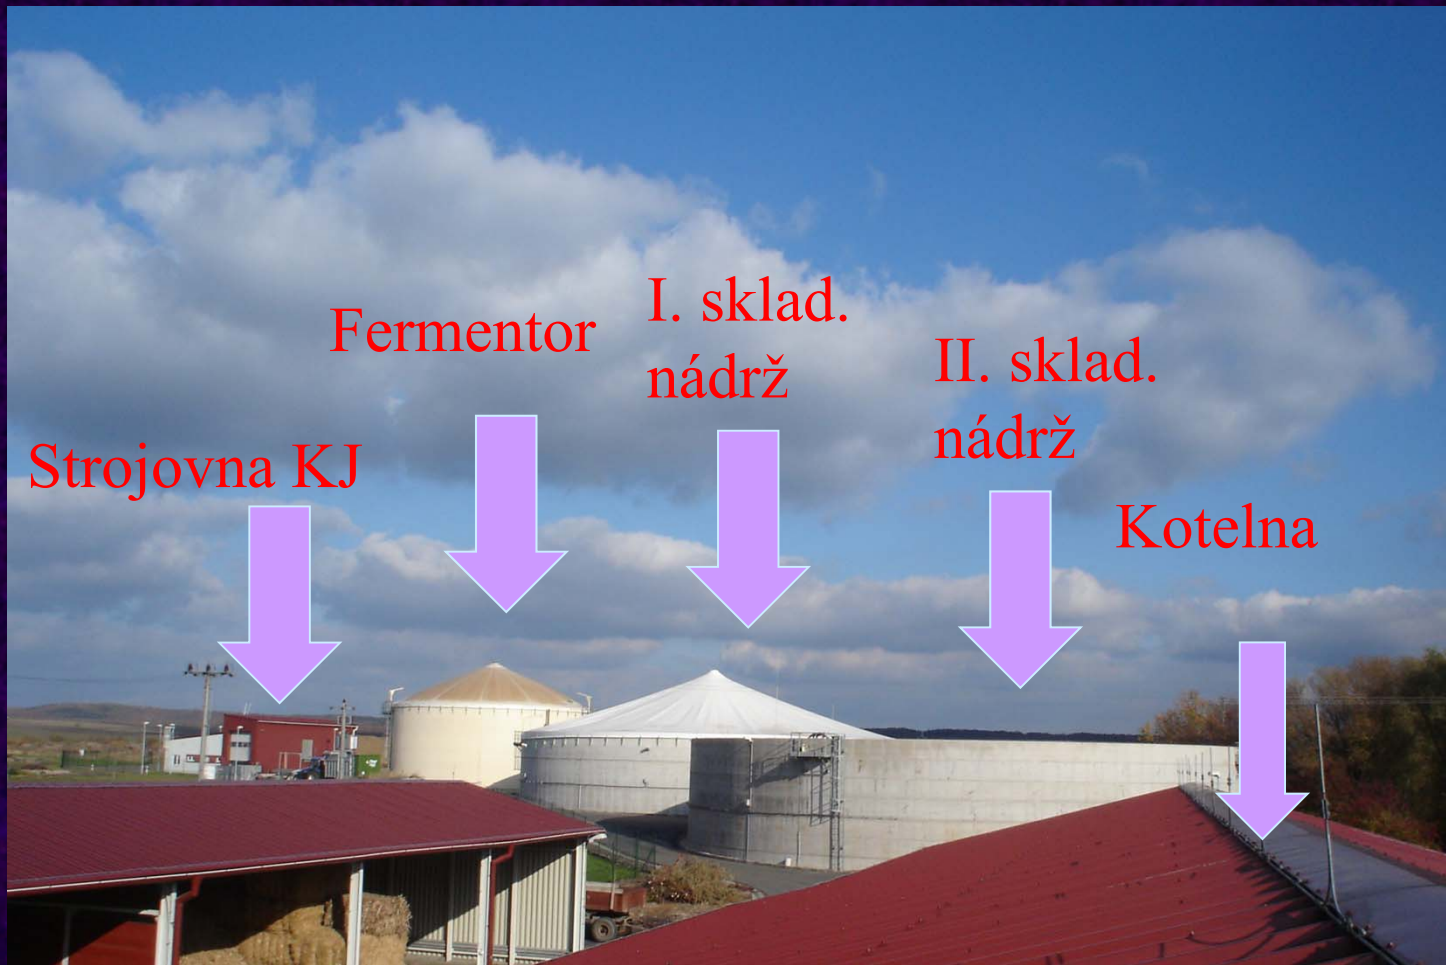 Strojovna KJ
Fermentor
I. sklad.
nádrž
II. sklad.
nádrž
Kotelna